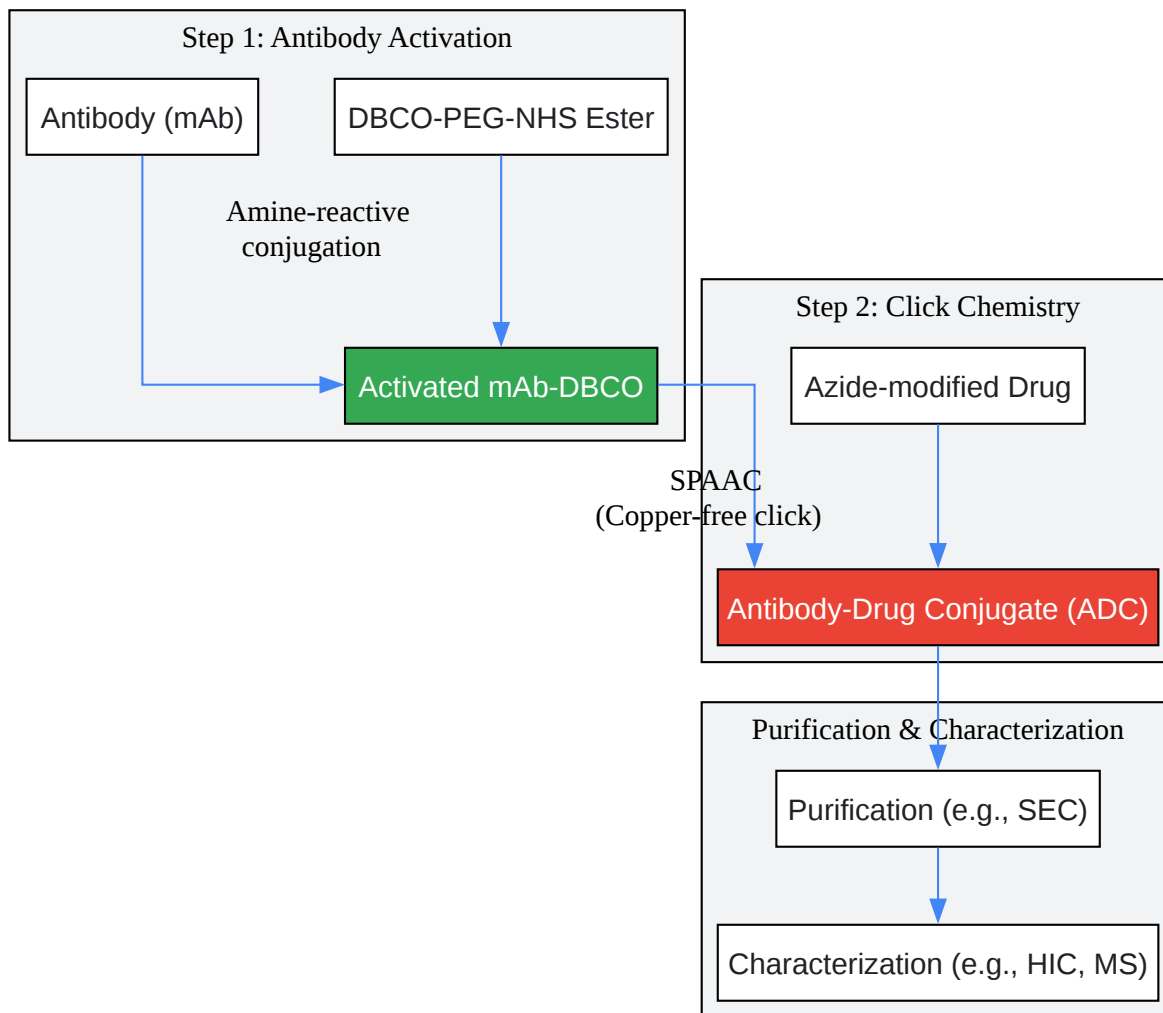 Step 1: Antibody Activation
Antibody (mAb)
DBCO-PEG-NHS Ester
Amine-reactive
conjugation
Activated mAb-DBCO
Step 2: Click Chemistry
Azide-modified Drug
SPAAC
(Copper-free click)
Antibody-Drug Conjugate (ADC)
Purification & Characterization
Purification (e.g., SEC)
Characterization (e.g., HIC, MS)